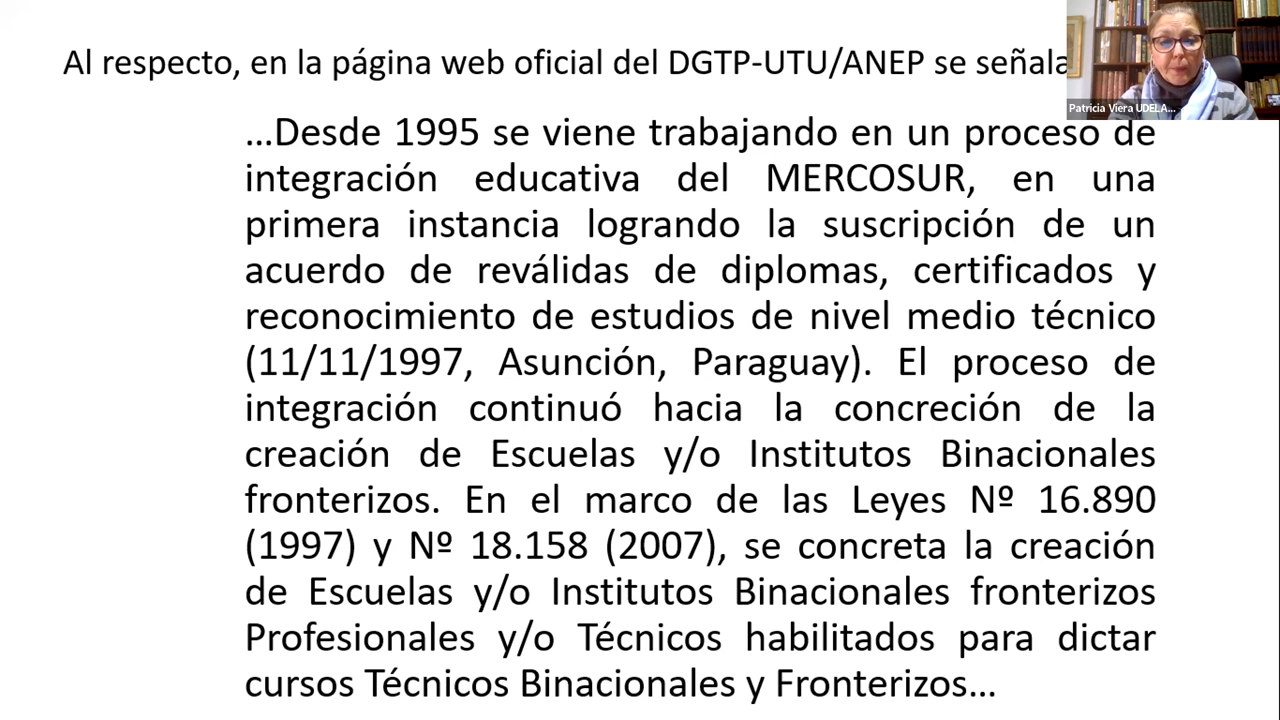 Al respecto, en la página web oficial del DGTP-UTU/ANEP se señala
Patricia Viera UDELA...
...Desde 1995 se viene trabajando en un proceso de
integración educativa del MERCOSUR, en una
primera instancia logrando la suscripción de un
acuerdo de reválidas de diplomas, certificados y
reconocimiento de estudios de nivel medio técnico
(11/11/1997, Asunción, Paraguay). El proceso de
integración continuó hacia la concreción de la
creación de Escuelas y/o Institutos Binacionales
fronterizos. En el marco de las Leyes Nº 16.890
(1997) y Nº 18.158 (2007), se concreta la creación
de Escuelas y/o Institutos Binacionales fronterizos
Profesionales y/o Técnicos habilitados para dictar
cursos Técnicos Binacionales y Fronterizos...